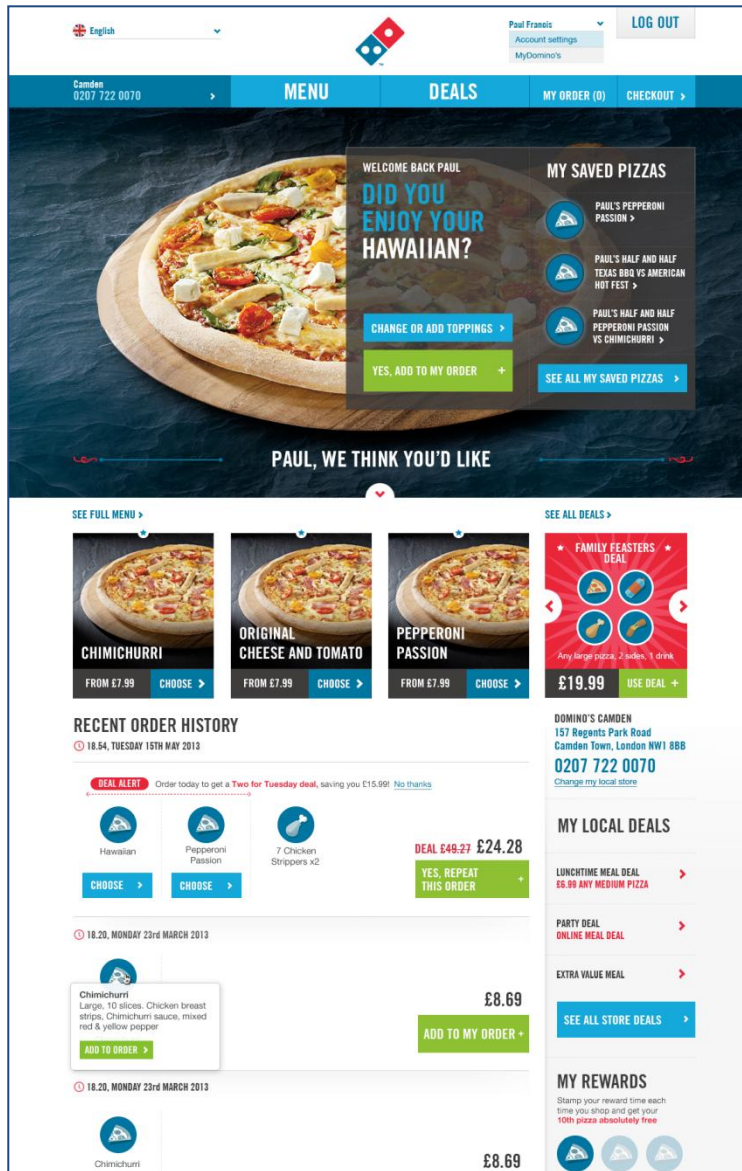 English
Paul Francis
Account settings
MyDomino's
LOG OUT
Camden
0207 722 0070
MENU
DEALS
MY ORDER (0)
CHECKOUT
WELCOME BACK PAUL
DID YOU
ENJOY YOUR
HAWAIIAN?
CHANGE OR ADD TOPPINGS
YES, ADD TO MY ORDER +
MY SAVED PIZZAS
PAUL'S PEPPERONI
PASSION
PAUL'S HALF AND HALF
TEXAS BBQ VS AMERICAN
HOT FEST
PAUL'S HALF AND HALF
PEPPERONI PASSION
VS CHIMICHURRI
SEE ALL MY SAVED PIZZAS
PAUL, WE THINK YOU'D LIKE
SEE FULL MENU
SEE ALL DEALS
CHIMICHURRI
FROM £7.99 CHOOSE
ORIGINAL
CHEESE AND TOMATO
FROM £7.99 CHOOSE
PEPPERONI
PASSION
FROM £7.99 CHOOSE
FAMILY FEASTERS
DEAL
Any large pizza, 2 sides, 1 drink
£19.99 USE DEAL +
RECENT ORDER HISTORY
18.54, TUESDAY 15TH MAY 2013
DEAL ALERT Order today to get a Two for Tuesday deal, saving you £15.99! No thanks
Hawaiian
CHOOSE
Pepperoni
Passion
CHOOSE
7 Chicken
Strippers x2
DEAL £49.27 £24.28
YES, REPEAT
THIS ORDER +
18.20, MONDAY 23rd MARCH 2013
Chimichurri
Large, 10 slices. Chicken breast
strips, Chimichurri sauce, mixed
red & yellow pepper
ADD TO ORDER
£8.69
ADD TO MY ORDER +
18.20, MONDAY 23rd MARCH 2013
Chimichurri
£8.69
DOMINO'S CAMDEN
157 Regents Park Road
Camden Town, London NW1 8BB
0207 722 0070
Change my local store
MY LOCAL DEALS
LUNCHTIME MEAL DEAL
£6.99 ANY MEDIUM PIZZA
PARTY DEAL
ONLINE MEAL DEAL
EXTRA VALUE MEAL
SEE ALL STORE DEALS
MY REWARDS
Stamp your reward time each
time you shop and get your
10th pizza absolutely free